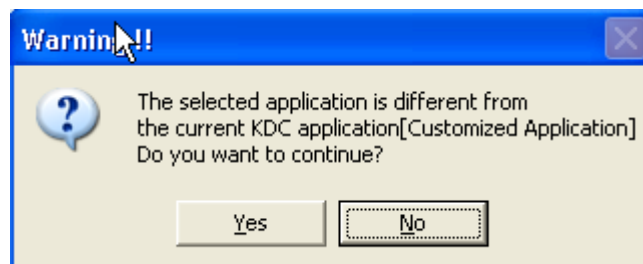 Warning!!!
The selected application is different from
the current KDC application[Customized Application]
Do you want to continue?
Yes
No